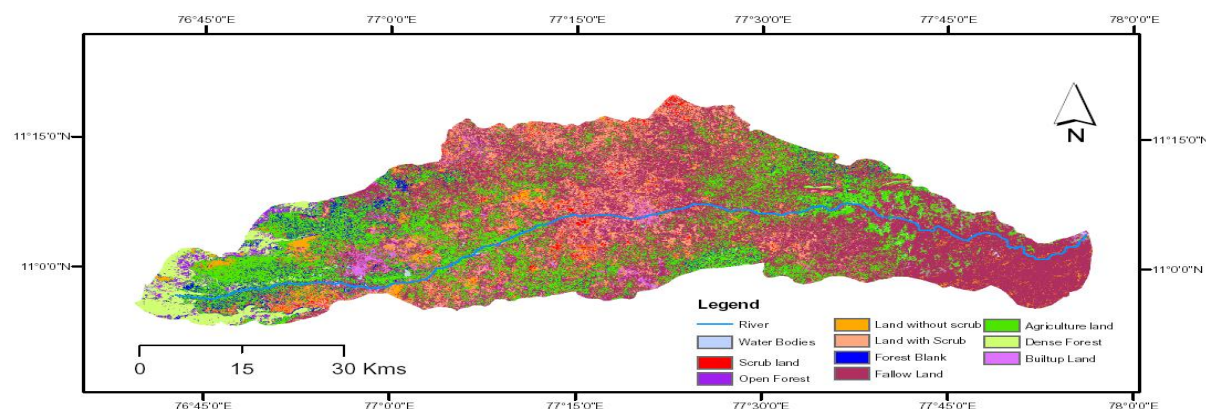 76°45'0"E 77°0'0"E 77°15'0"E 77°30'0"E 77°45'0"E 78°0'0"E
11°15'0"N 11°15'0"N
N
11°0'0"N 11°0'0"N
Legend
River Land without scrub Agriculture land
Water Bodies Land with Scrub Dense Forest
Scrub land Forest Blank Builtup Land
Open Forest Fallow Land
0 15 30 Kms
76°45'0"E 77°0'0"E 77°15'0"E 77°30'0"E 77°45'0"E 78°0'0"E